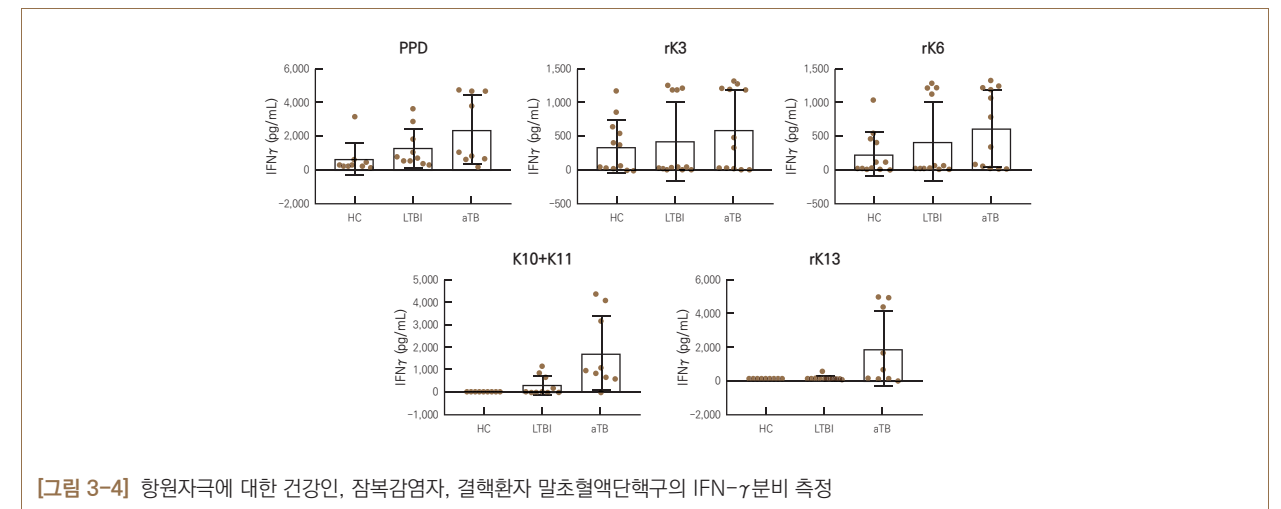 PPD
IFNγ (pg/mL)
6,000
4,000
2,000
0
−2,000
HC LTBI aTB
rK3
IFNγ (pg/mL)
1,500
1,000
500
0
−500
HC LTBI aTB
rK6
IFNγ (pg/mL)
1,500
1,000
500
0
−500
HC LTBI aTB
K10+K11
IFNγ (pg/mL)
5,000
4,000
3,000
2,000
1,000
0
−1,000
HC LTBI aTB
rK13
IFNγ (pg/mL)
6,000
4,000
2,000
0
−2,000
HC LTBI aTB
[그림 3-4] 항원자극에 대한 건강인, 잠복감염자, 결핵환자 말초혈액단핵구의 IFN-γ분비 측정